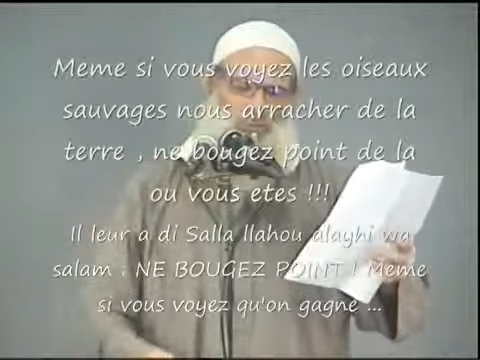 Meme si vous voyez les oiseaux
sauvages nous arracher de la
terre , ne bougez point de la
ou vous etes !!!
Il leur a di Salla llahou alayhi wa
salam : NE BOUGEZ POINT ! Meme
si vous voyez qu'on gagne ...